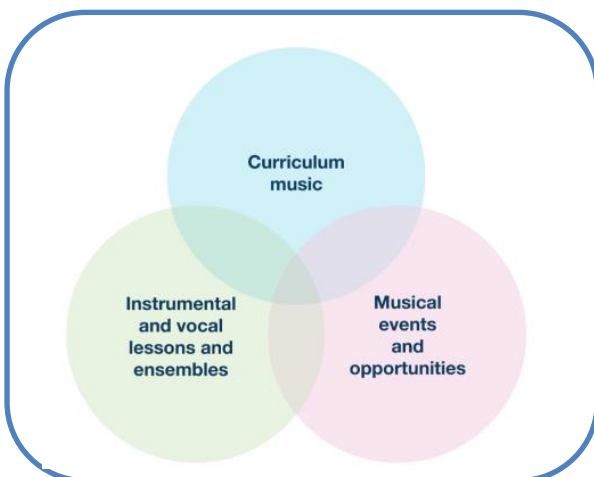 Curriculum
music
Instrumental
and vocal
lessons and
ensembles
Musical
events
and
opportunities